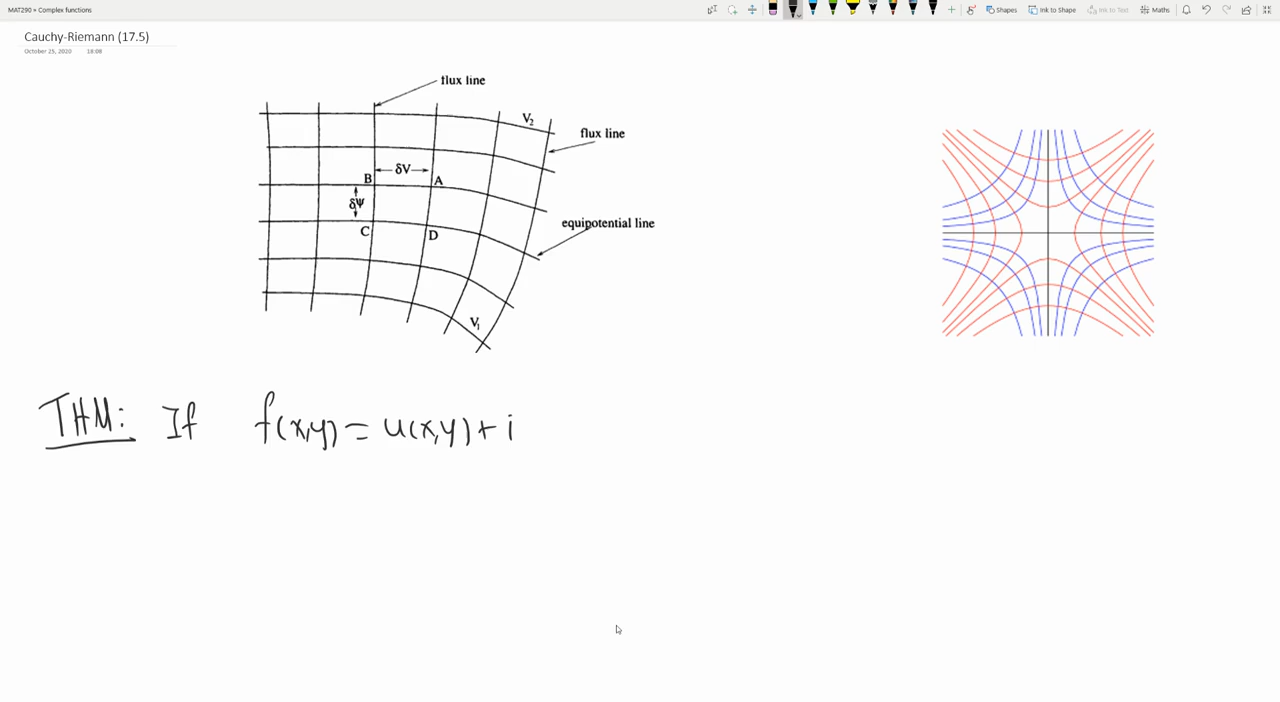 MAT290 » Complex functions
Shapes Ink to Shape Ink to Text Maths
Cauchy-Riemann (17.5)
October 25, 2020 18:08
flux line
V₂
flux line
δV
B A
δΨ
equipotential line
C D
V₁
THM: If f(x,y) = u(x,y) + i